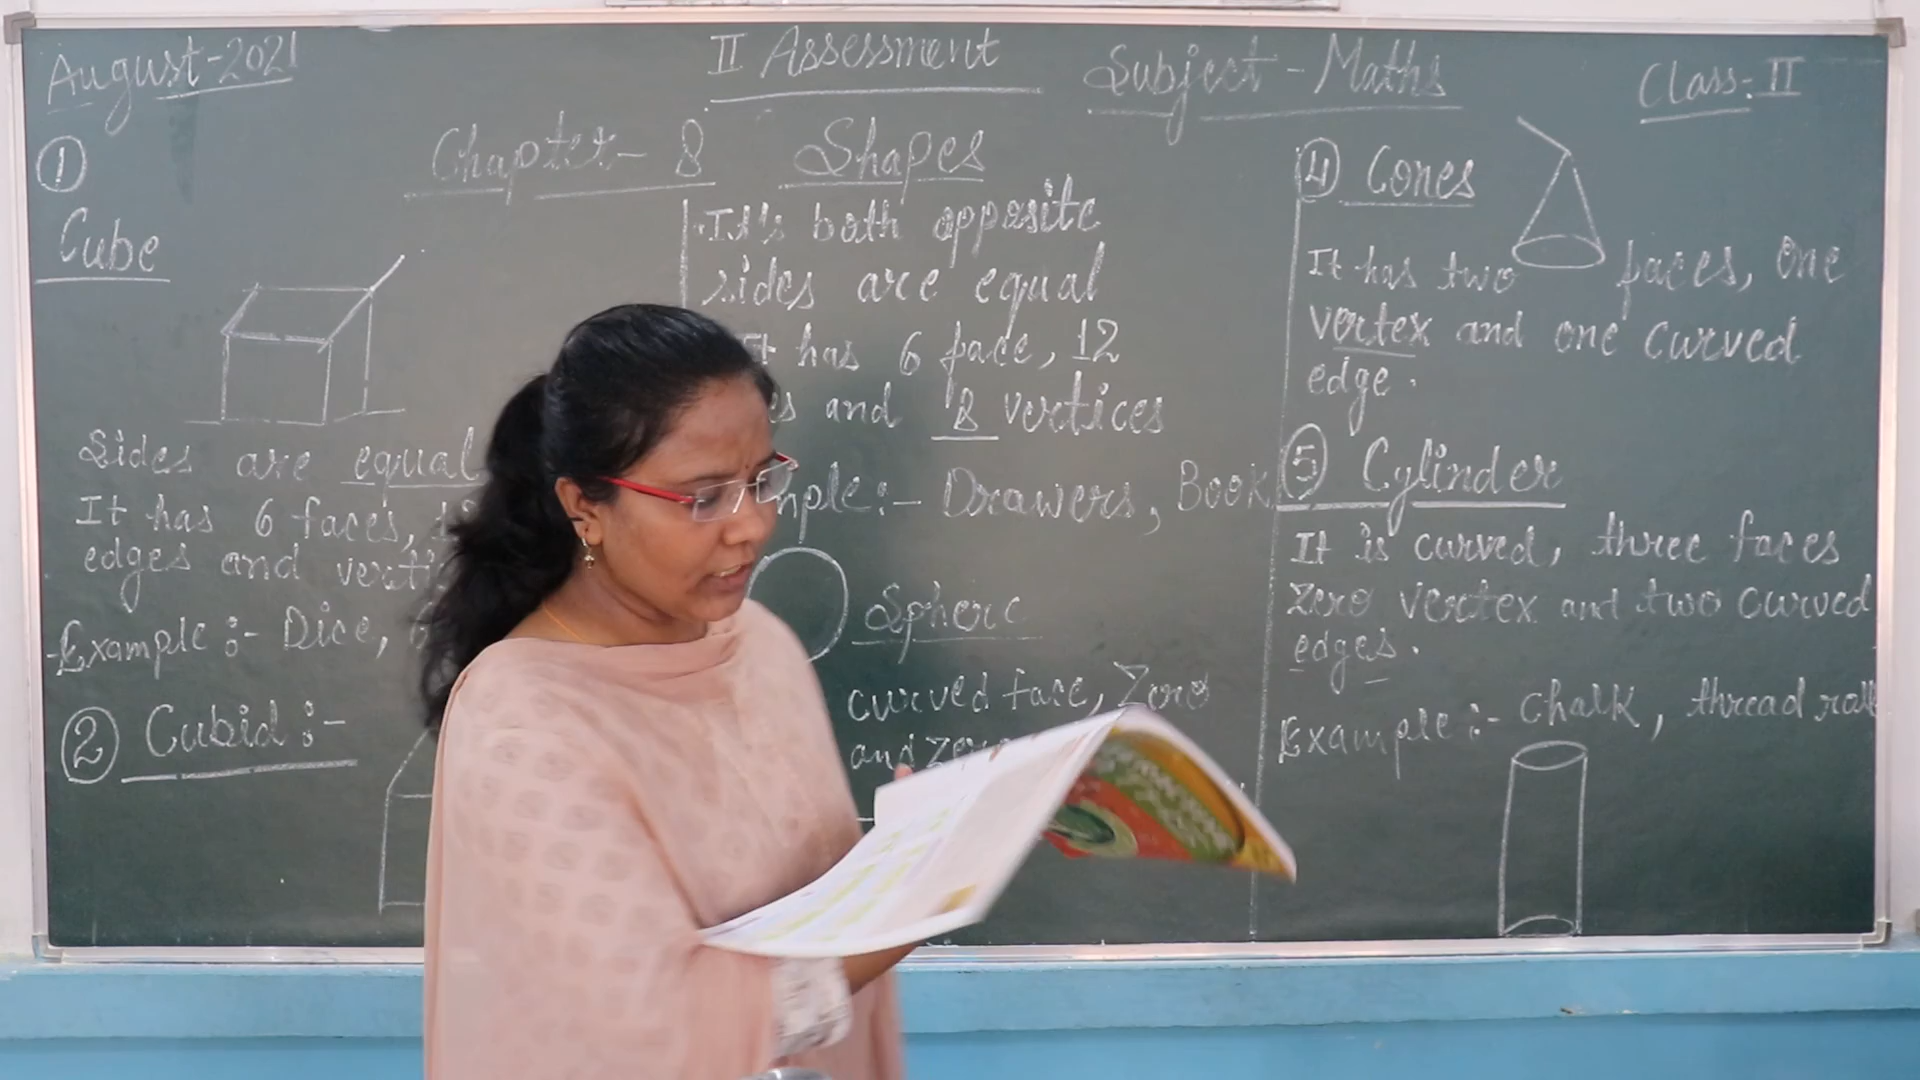 August-2021
II Assessment
Subject - Maths
Class:- II
Chapter- 8 Shapes
①
Cube
Sides are equal
It has 6 faces,
edges and
Example :- Dice,
② Cubid :-
It's both opposite
sides are equal
It has 6 face, 12
and 8 vertices
:- Drawers, Book
Spheric
curved face, Zero
and
④ Cones
It has two faces, One
vertex and one curved
edge.
⑤ Cylinder
It is curved, three faces
Zero vertex and two curved
edges.
Example :- Chalk, thread